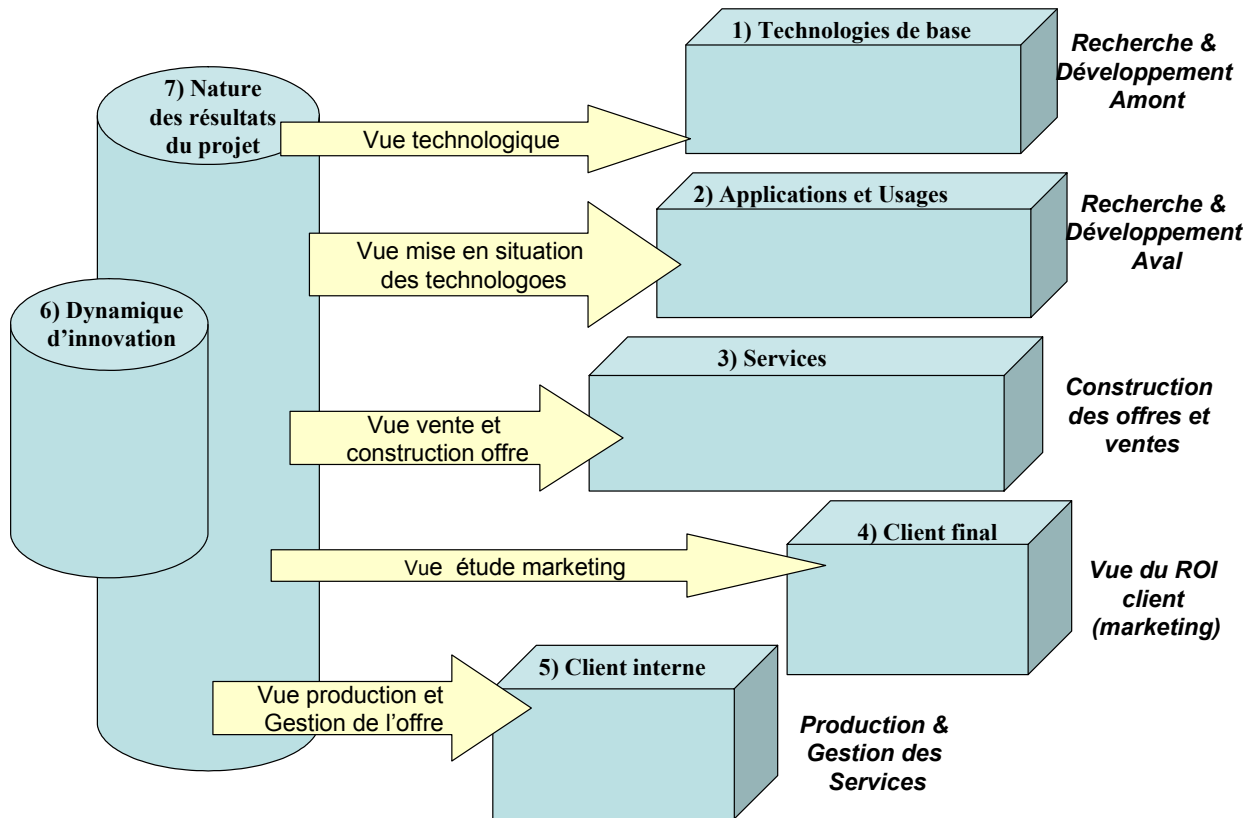 1) Technologies de base
Recherche &
Développement
Amont
7) Nature
des résultats
du projet
Vue technologique
2) Applications et Usages
Recherche &
Développement
Aval
Vue mise en situation
des technologoes
6) Dynamique
d’innovation
3) Services
Construction
des offres et
ventes
Vue vente et
construction offre
4) Client final
Vue du ROI
client
(marketing)
Vue étude marketing
5) Client interne
Vue production et
Gestion de l’offre
Production &
Gestion des
Services